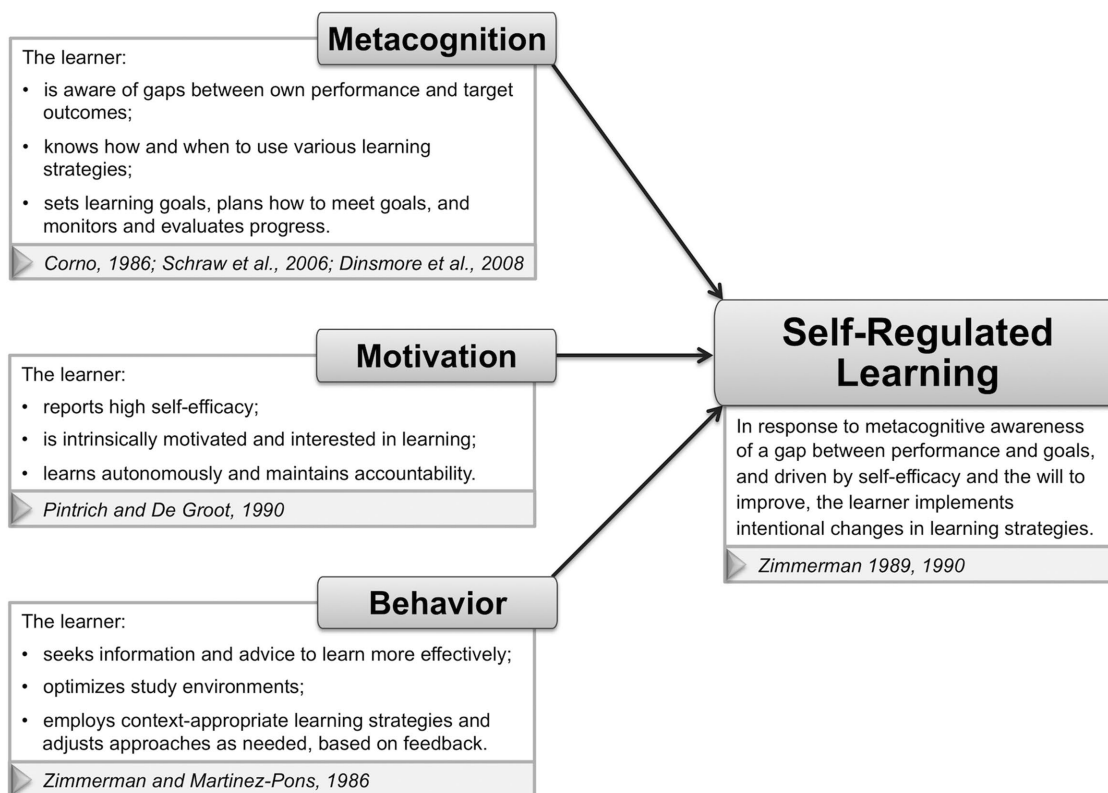 Metacognition
The learner:
• is aware of gaps between own performance and target
outcomes;
• knows how and when to use various learning
strategies;
• sets learning goals, plans how to meet goals, and
monitors and evaluates progress.
Corno, 1986; Schraw et al., 2006; Dinsmore et al., 2008
Motivation
The learner:
• reports high self-efficacy;
• is intrinsically motivated and interested in learning;
• learns autonomously and maintains accountability.
Pintrich and De Groot, 1990
Behavior
The learner:
• seeks information and advice to learn more effectively;
• optimizes study environments;
• employs context-appropriate learning strategies and
adjusts approaches as needed, based on feedback.
Zimmerman and Martinez-Pons, 1986
Self-Regulated
Learning
In response to metacognitive awareness
of a gap between performance and goals,
and driven by self-efficacy and the will to
improve, the learner implements
intentional changes in learning strategies.
Zimmerman 1989, 1990